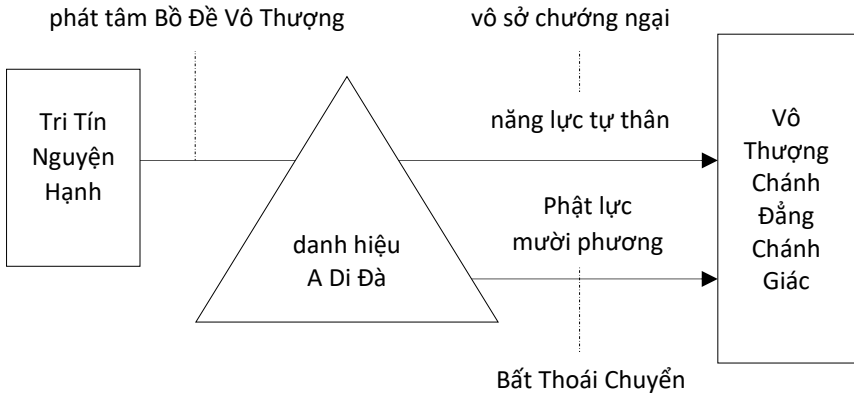 phát tâm Bồ Đề Vô Thượng
vô sở chướng ngại
Tri Tín
Nguyện
Hạnh
năng lực tự thân
Phật lực
mười phương
danh hiệu
A Di Đà
Vô
Thượng
Chánh
Đẳng
Chánh
Giác
Bất Thoái Chuyển